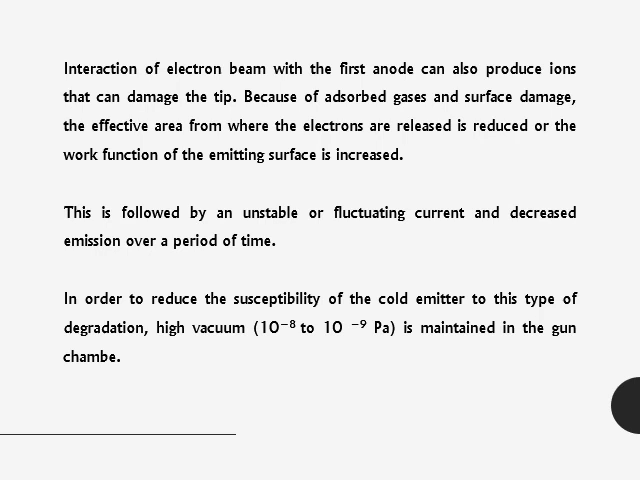 Interaction of electron beam with the first anode can also produce ions
that can damage the tip. Because of adsorbed gases and surface damage,
the effective area from where the electrons are released is reduced or the
work function of the emitting surface is increased.
This is followed by an unstable or fluctuating current and decreased
emission over a period of time.
In order to reduce the susceptibility of the cold emitter to this type of
degradation, high vacuum (10⁻⁸ to 10 ⁻⁹ Pa) is maintained in the gun
chambe.